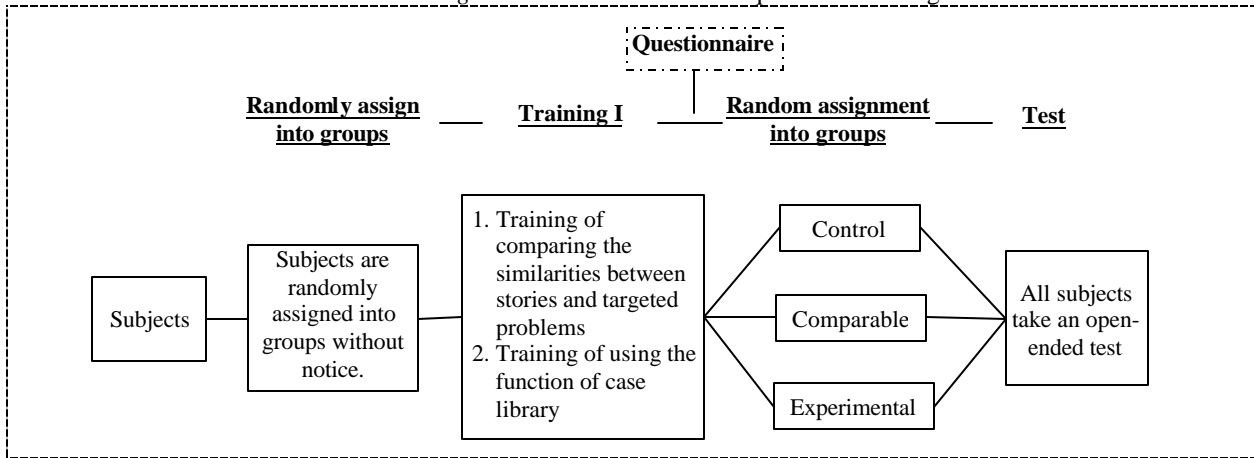 Questionnaire
Randomly assign
into groups
Training I
Random assignment
into groups
Test
Subjects
Subjects are
randomly
assigned into
groups without
notice.
1. Training of
comparing the
similarities between
stories and targeted
problems
2. Training of using the
function of case
library
Control
Comparable
Experimental
All subjects
take an open-
ended test